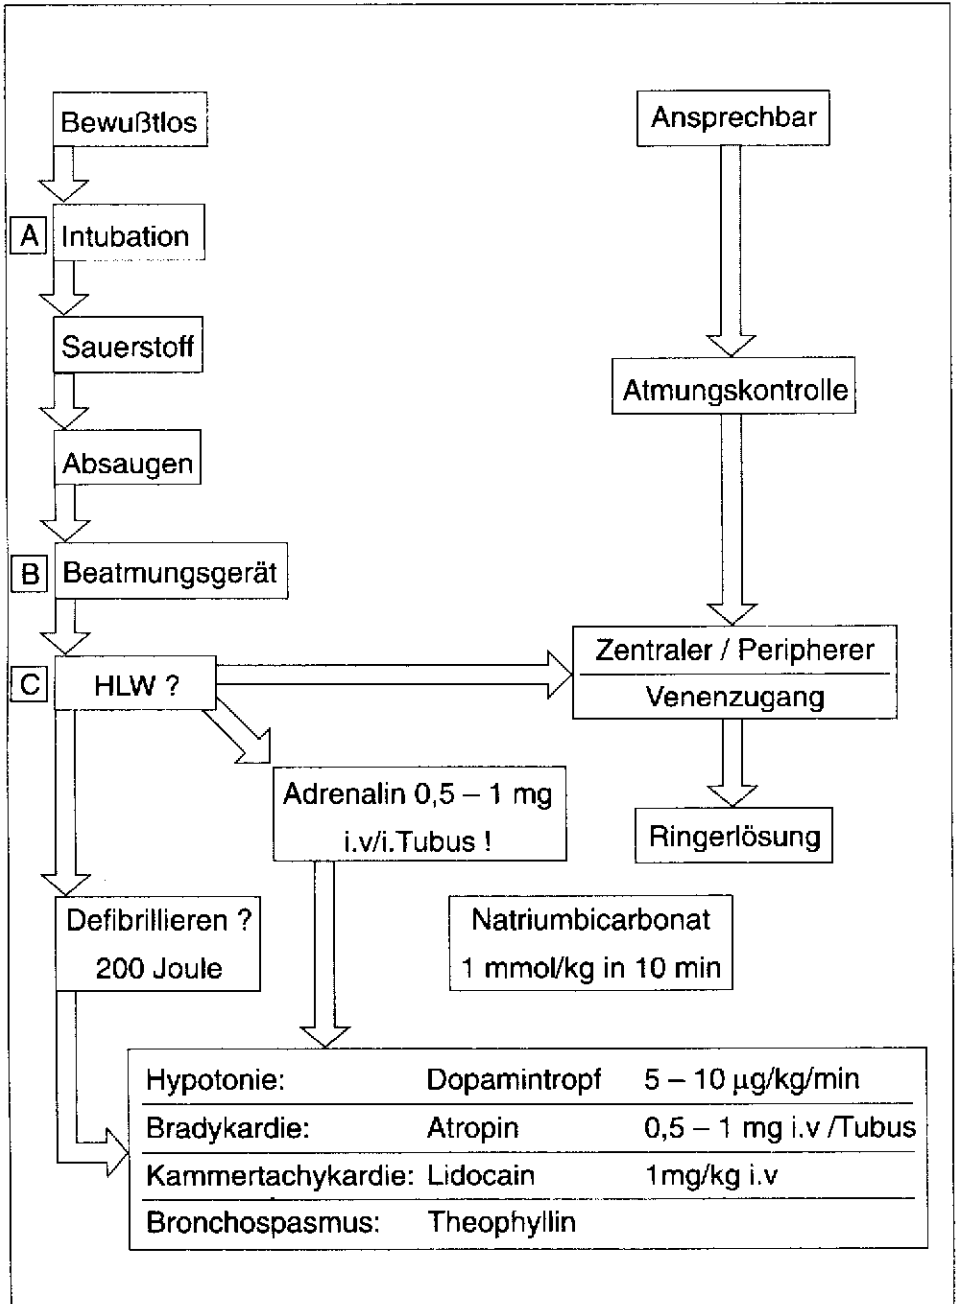 Bewußtlos
Ansprechbar
A
Intubation
Sauerstoff
Atmungskontrolle
Absaugen
B
Beatmungsgerät
C
HLW ?
Zentraler / Peripherer
Venenzugang
Adrenalin 0,5 – 1 mg
i.v/i.Tubus !
Ringerlösung
Defibrillieren ?
200 Joule
Natriumbicarbonat
1 mmol/kg in 10 min
Hypotonie: Dopamintropf 5 – 10 µg/kg/min
Bradykardie: Atropin 0,5 – 1 mg i.v /Tubus
Kammertachykardie: Lidocain 1mg/kg i.v
Bronchospasmus: Theophyllin